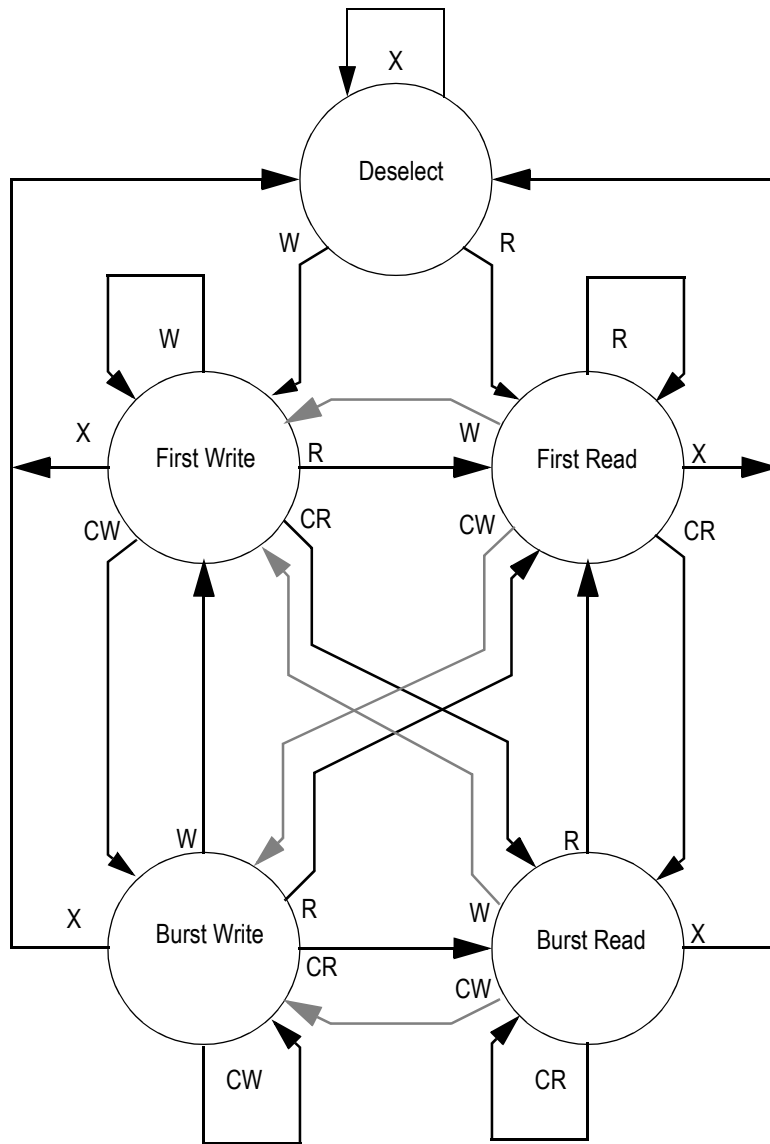 X
Deselect
W
R
W
R
X
W
First Write
R
First Read
X
CW
CR
CW
CR
W
R
X
R
W
Burst Write
Burst Read
X
CR
CW
CW
CR